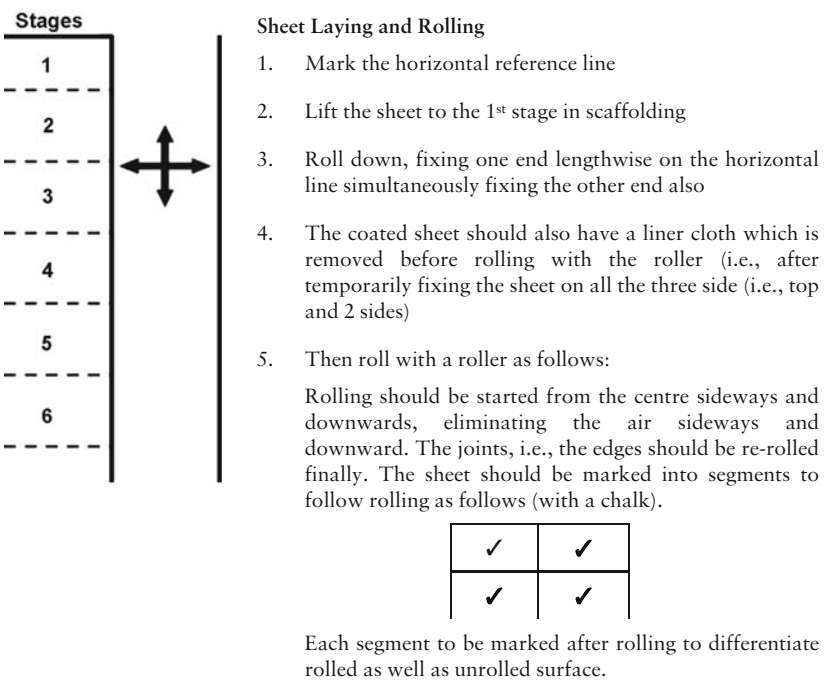 Stages
1
2
3
4
5
6
Sheet Laying and Rolling
1. Mark the horizontal reference line
2. Lift the sheet to the 1st stage in scaffolding
3. Roll down, fixing one end lengthwise on the horizontal
line simultaneously fixing the other end also
4. The coated sheet should also have a liner cloth which is
removed before rolling with the roller (i.e., after
temporarily fixing the sheet on all the three side (i.e., top
and 2 sides)
5. Then roll with a roller as follows:
Rolling should be started from the centre sideways and
downwards, eliminating the air sideways and
downward. The joints, i.e., the edges should be re-rolled
finally. The sheet should be marked into segments to
follow rolling as follows (with a chalk).
✓ ✓
✓ ✓
Each segment to be marked after rolling to differentiate
rolled as well as unrolled surface.